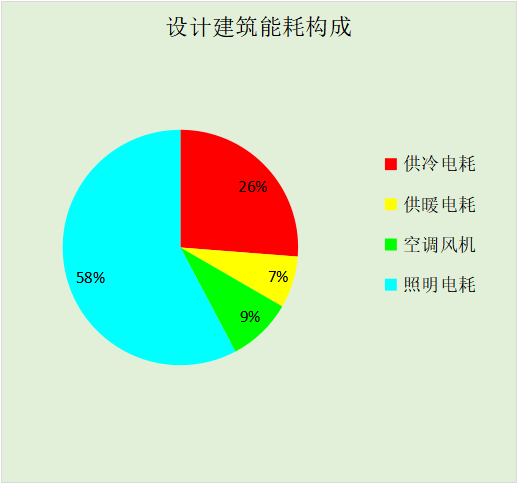 设计建筑能耗构成
26%
7%
9%
58%
供冷电耗
供暖电耗
空调风机
照明电耗